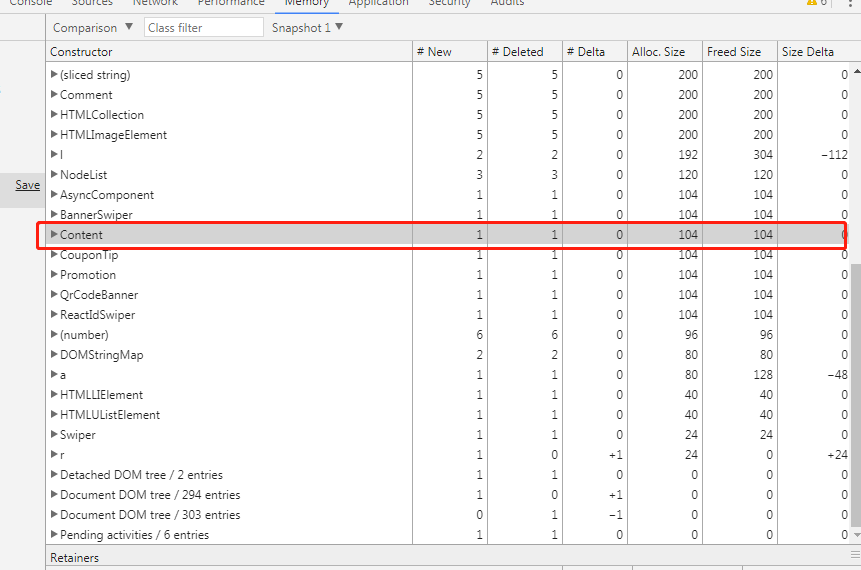 Console Sources Network Performance Memory Application Security Audits 6
Comparison ▼ Class filter Snapshot 1 ▼
Constructor # New # Deleted # Delta Alloc. Size Freed Size Size Delta
(sliced string) 5 5 0 200 200 0
Comment 5 5 0 200 200 0
HTMLCollection 5 5 0 200 200 0
HTMLImageElement 5 5 0 200 200 0
l 2 2 0 192 304 −112
NodeList 3 3 0 120 120 0
Save
AsyncComponent 1 1 0 104 104 0
BannerSwiper 1 1 0 104 104 0
Content 1 1 0 104 104 0
CouponTip 1 1 0 104 104 0
Promotion 1 1 0 104 104 0
QrCodeBanner 1 1 0 104 104 0
ReactIdSwiper 1 1 0 104 104 0
(number) 6 6 0 96 96 0
DOMStringMap 2 2 0 80 80 0
a 1 1 0 80 128 −48
HTMLLIElement 1 1 0 40 40 0
HTMLUListElement 1 1 0 40 40 0
Swiper 1 1 0 24 24 0
r 1 0 +1 24 0 +24
Detached DOM tree / 2 entries 1 1 0 0 0 0
Document DOM tree / 294 entries 1 0 +1 0 0 0
Document DOM tree / 303 entries 0 1 −1 0 0 0
Pending activities / 6 entries 1 1 0 0 0 0
Retainers